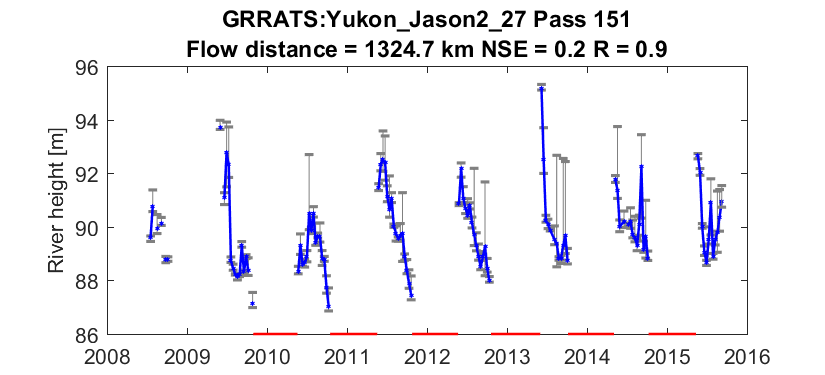 GRRATS:Yukon_Jason2_27 Pass 151
Flow distance = 1324.7 km NSE = 0.2 R = 0.9
River height [m]
96
94
92
90
88
86
2008 2009 2010 2011 2012 2013 2014 2015 2016